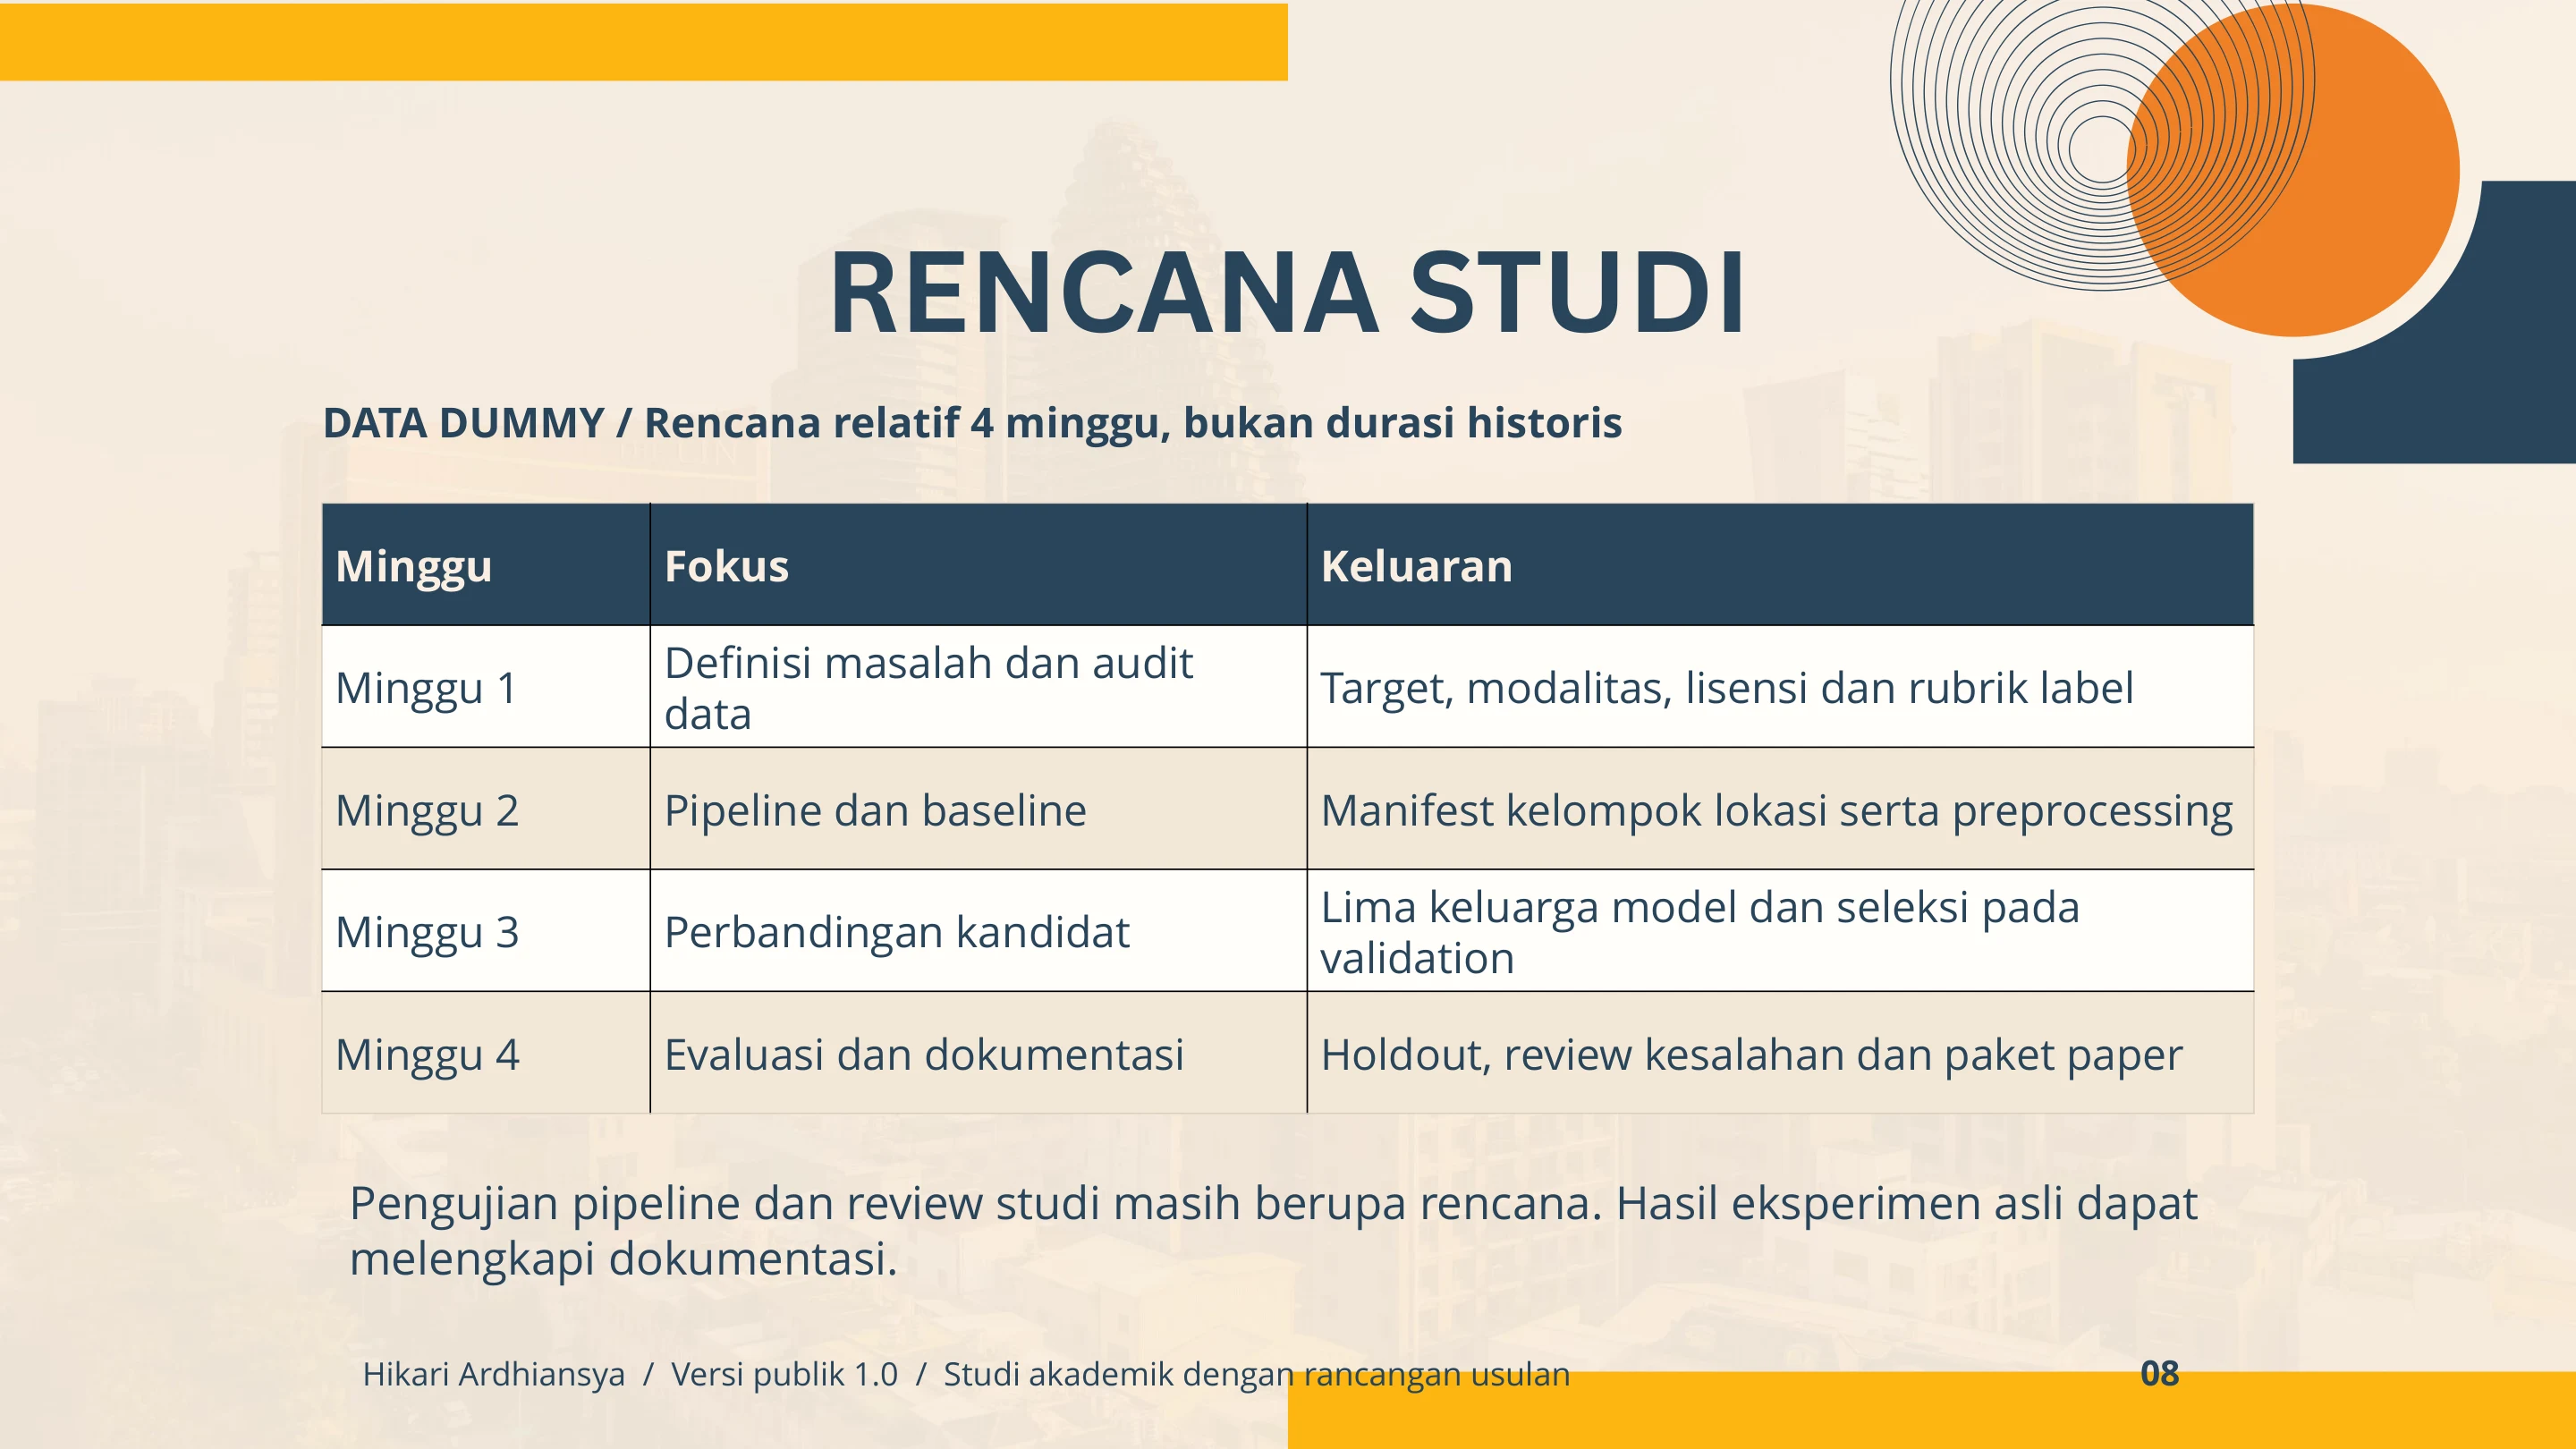 RENCANA STUDI
DATA DUMMY / Rencana relatif 4 minggu, bukan durasi historis
Minggu Fokus Keluaran
Minggu 1
Definisi masalah dan audit
data
Target, modalitas, lisensi dan rubrik label
Minggu 2 Pipeline dan baseline Manifest kelompok lokasi serta preprocessing
Minggu 3 Perbandingan kandidat
Lima keluarga model dan seleksi pada
validation
Minggu 4 Evaluasi dan dokumentasi Holdout, review kesalahan dan paket paper
Pengujian pipeline dan review studi masih berupa rencana. Hasil eksperimen asli dapat
melengkapi dokumentasi.
Hikari Ardhiansya / Versi publik 1.0 / Studi akademik dengan rancangan usulan 08